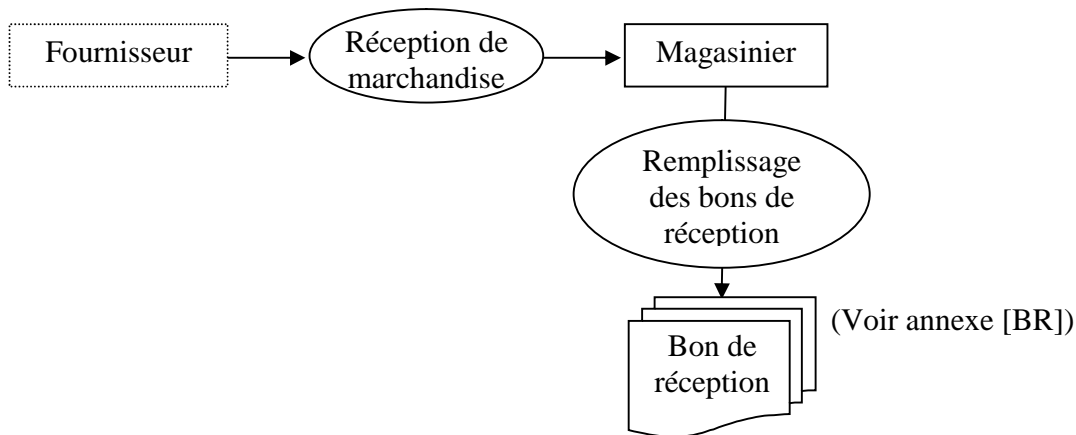 Fournisseur
Réception de
marchandise
Magasinier
Remplissage
des bons de
réception
(Voir annexe [BR])
Bon de
réception